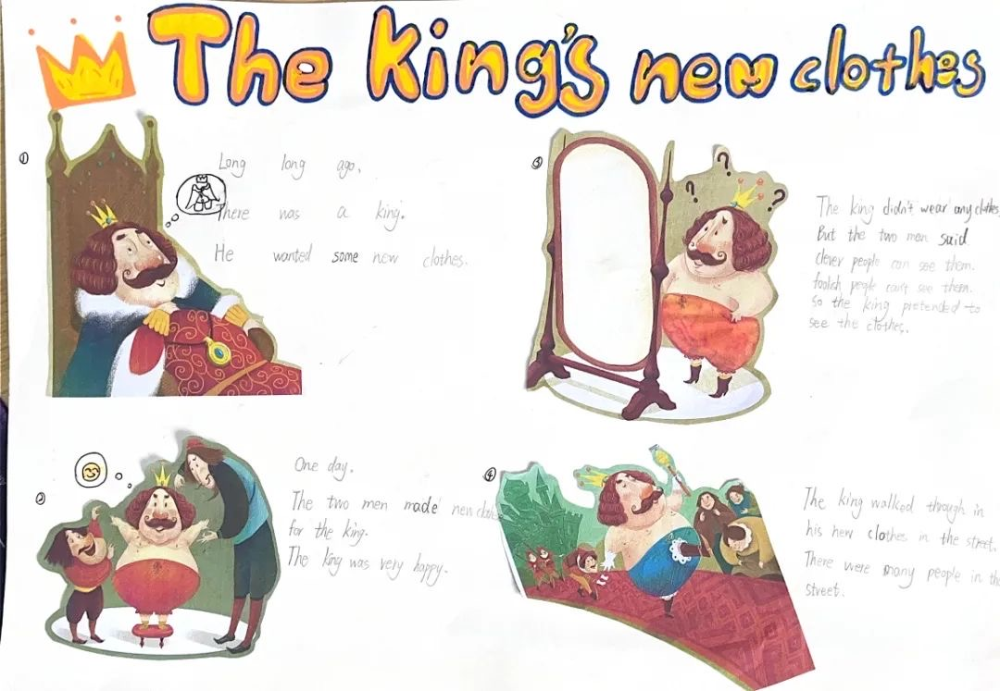 The king's new clothes
①
Long long ago,
There was a king.
He wanted some new clothes.
②
One day,
The two men made new clothes
for the king.
The king was very happy.
③
? ? ?
The king didn't wear any clothes,
But the two men said
clever people can see them.
foolish people can't see them.
So the king pretended to
see the clothes.
④
The king walked through in
his new clothes in the street.
There were many people in the
street.